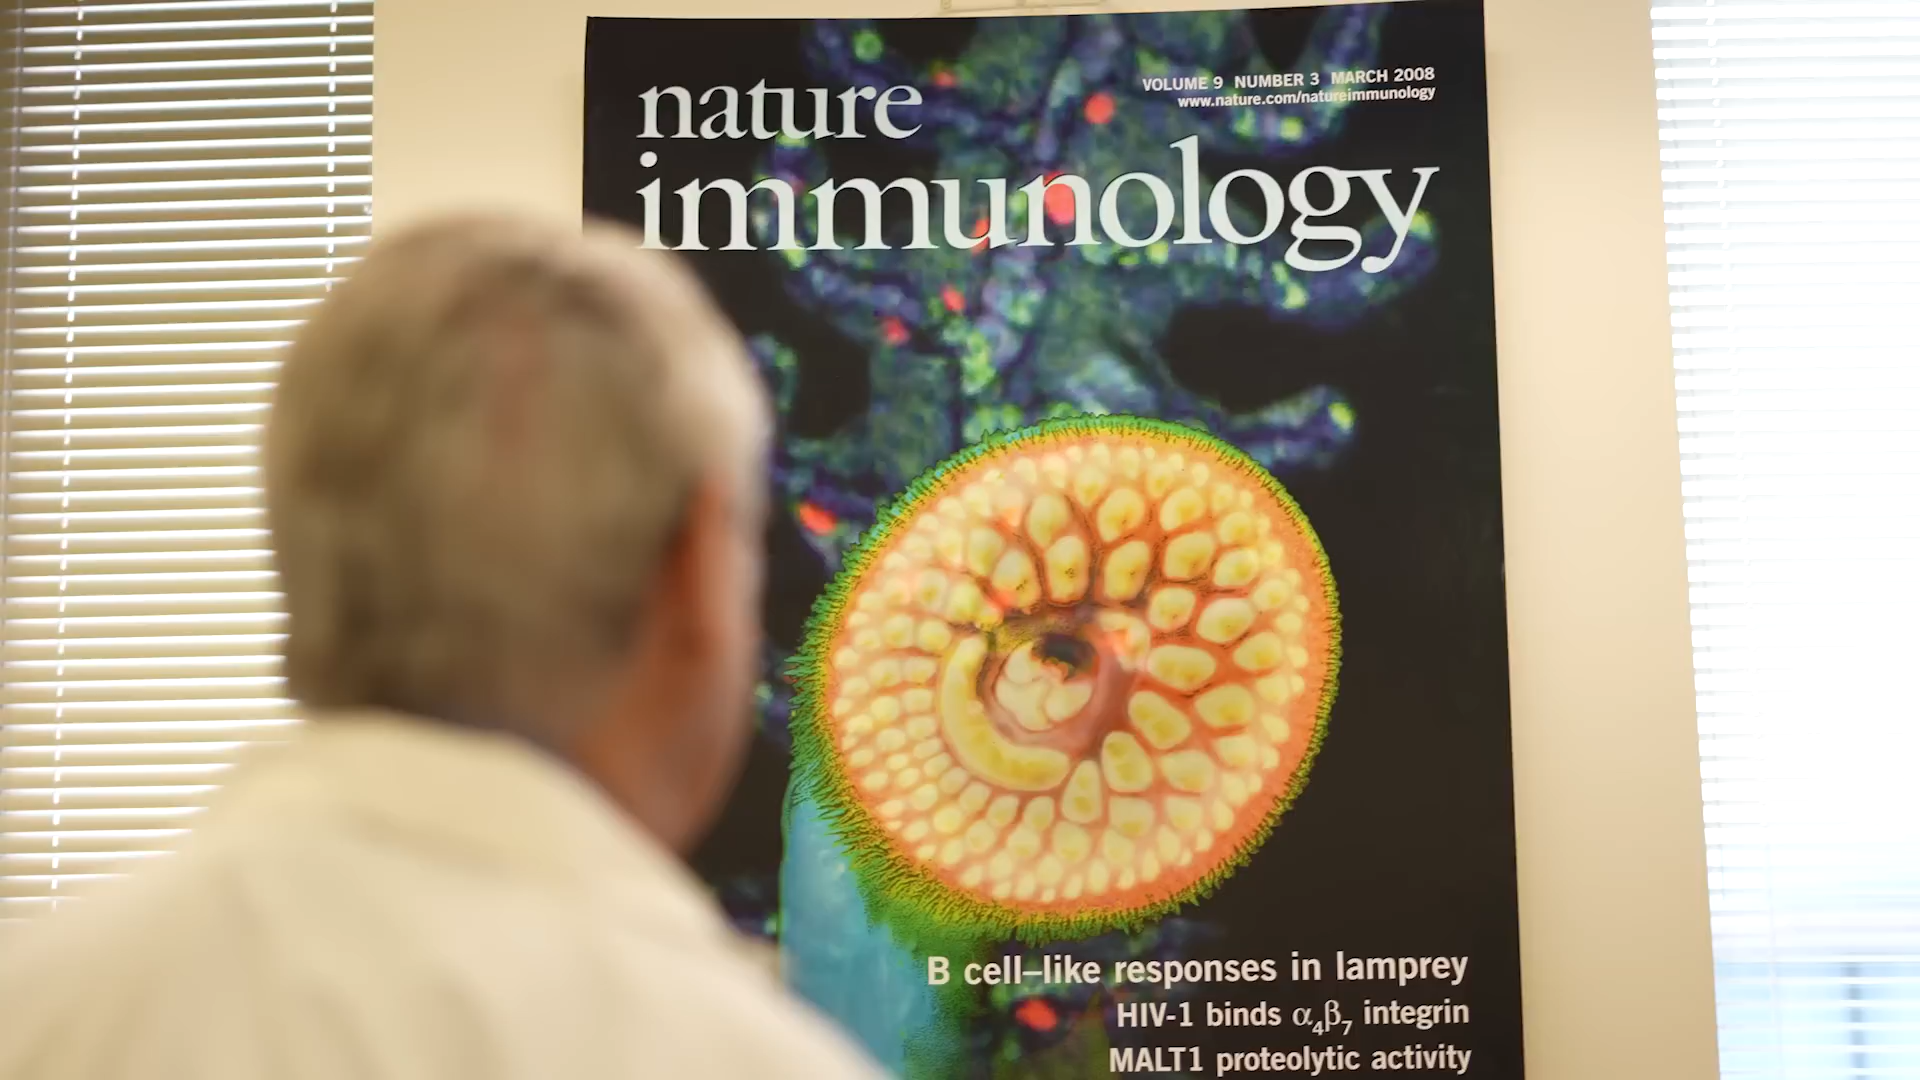 nature
immunology
VOLUME 9 NUMBER 3 MARCH 2008
www.nature.com/natureimmunology
B cell–like responses in lamprey
HIV-1 binds α₄β₇ integrin
MALT1 proteolytic activity